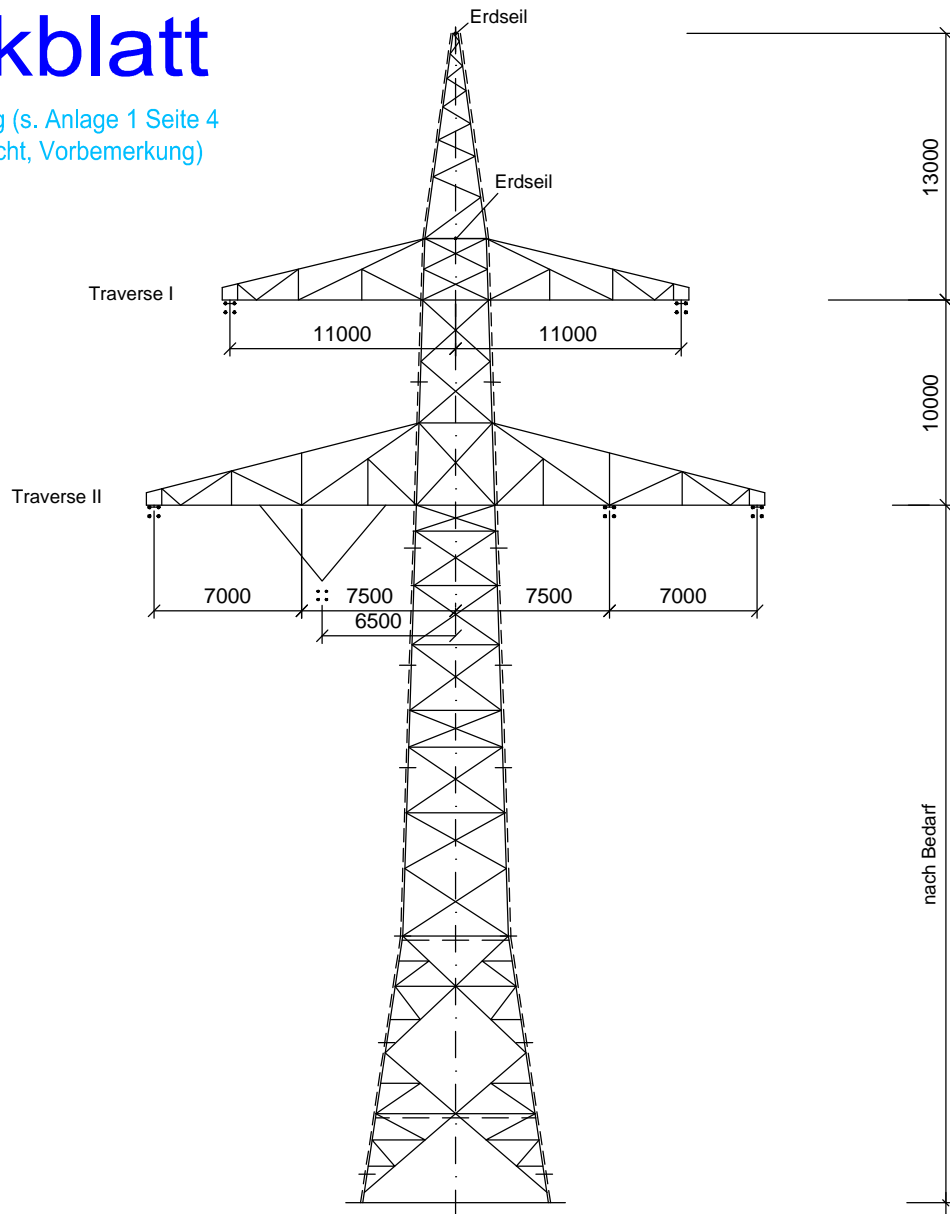 Erdseil
kblatt
g (s. Anlage 1 Seite 4
cht, Vorbemerkung)
13000
Erdseil
Traverse I
11000 11000
10000
Traverse II
7000 7500 7500 7000
6500
nach Bedarf